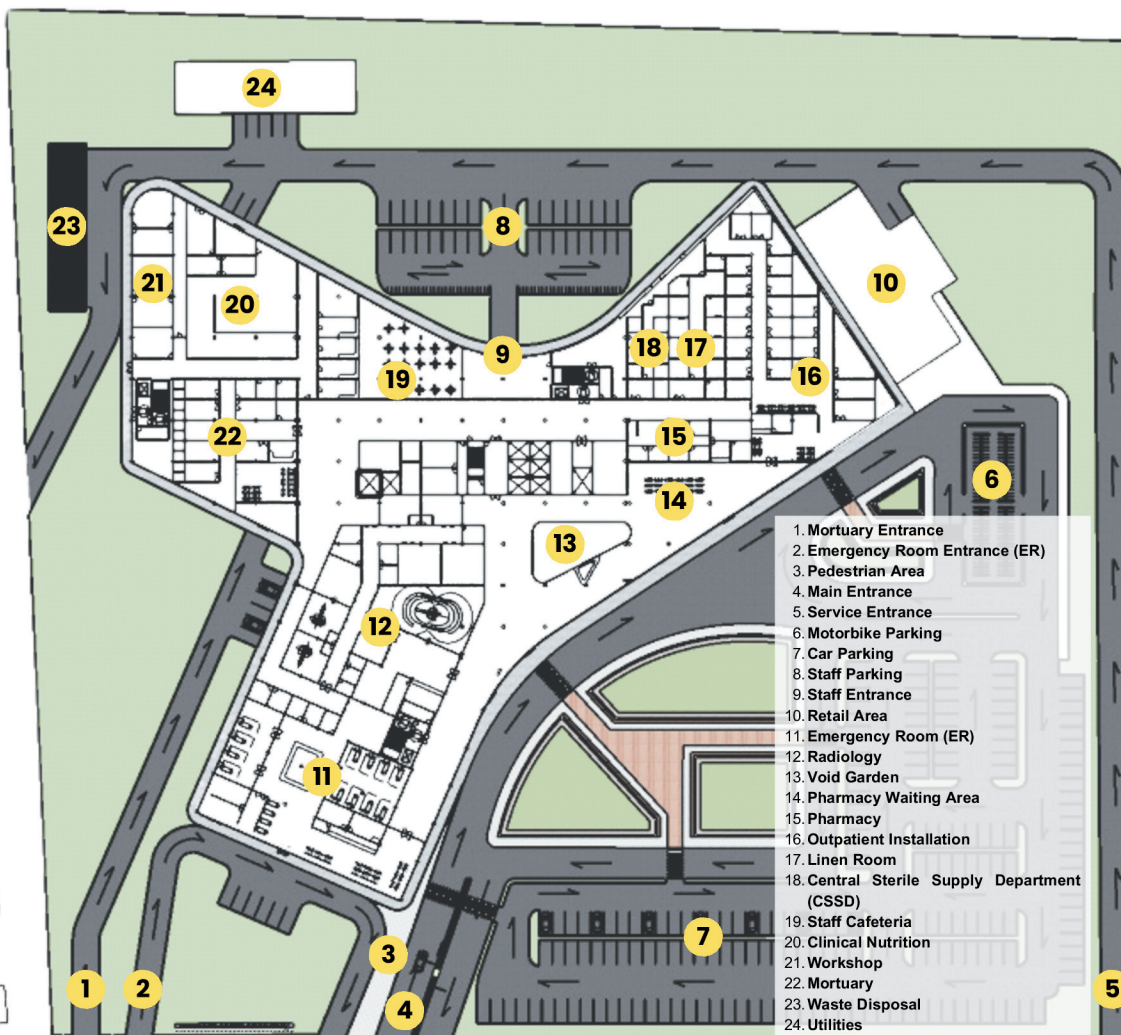 24
23
8
21
20
10
9
18
17
19
16
22
15
6
14
13
12
11
7
3
1
2
4
5
1. Mortuary Entrance
2. Emergency Room Entrance (ER)
3. Pedestrian Area
4. Main Entrance
5. Service Entrance
6. Motorbike Parking
7. Car Parking
8. Staff Parking
9. Staff Entrance
10. Retail Area
11. Emergency Room (ER)
12. Radiology
13. Void Garden
14. Pharmacy Waiting Area
15. Pharmacy
16. Outpatient Installation
17. Linen Room
18. Central Sterile Supply Department
(CSSD)
19. Staff Cafeteria
20. Clinical Nutrition
21. Workshop
22. Mortuary
23. Waste Disposal
24. Utilities